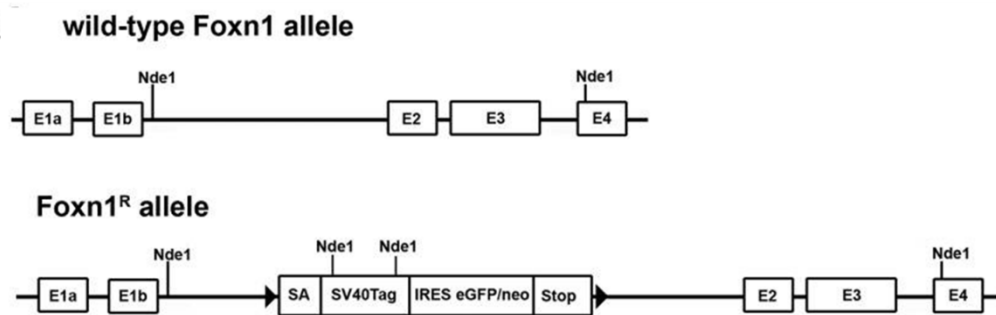 wild-type Foxn1 allele
Nde1 Nde1
E1a E1b E2 E3 E4
Foxn1ᴿ allele
Nde1 Nde1 Nde1 Nde1
E1a E1b SA SV40Tag IRES eGFP/neo Stop E2 E3 E4